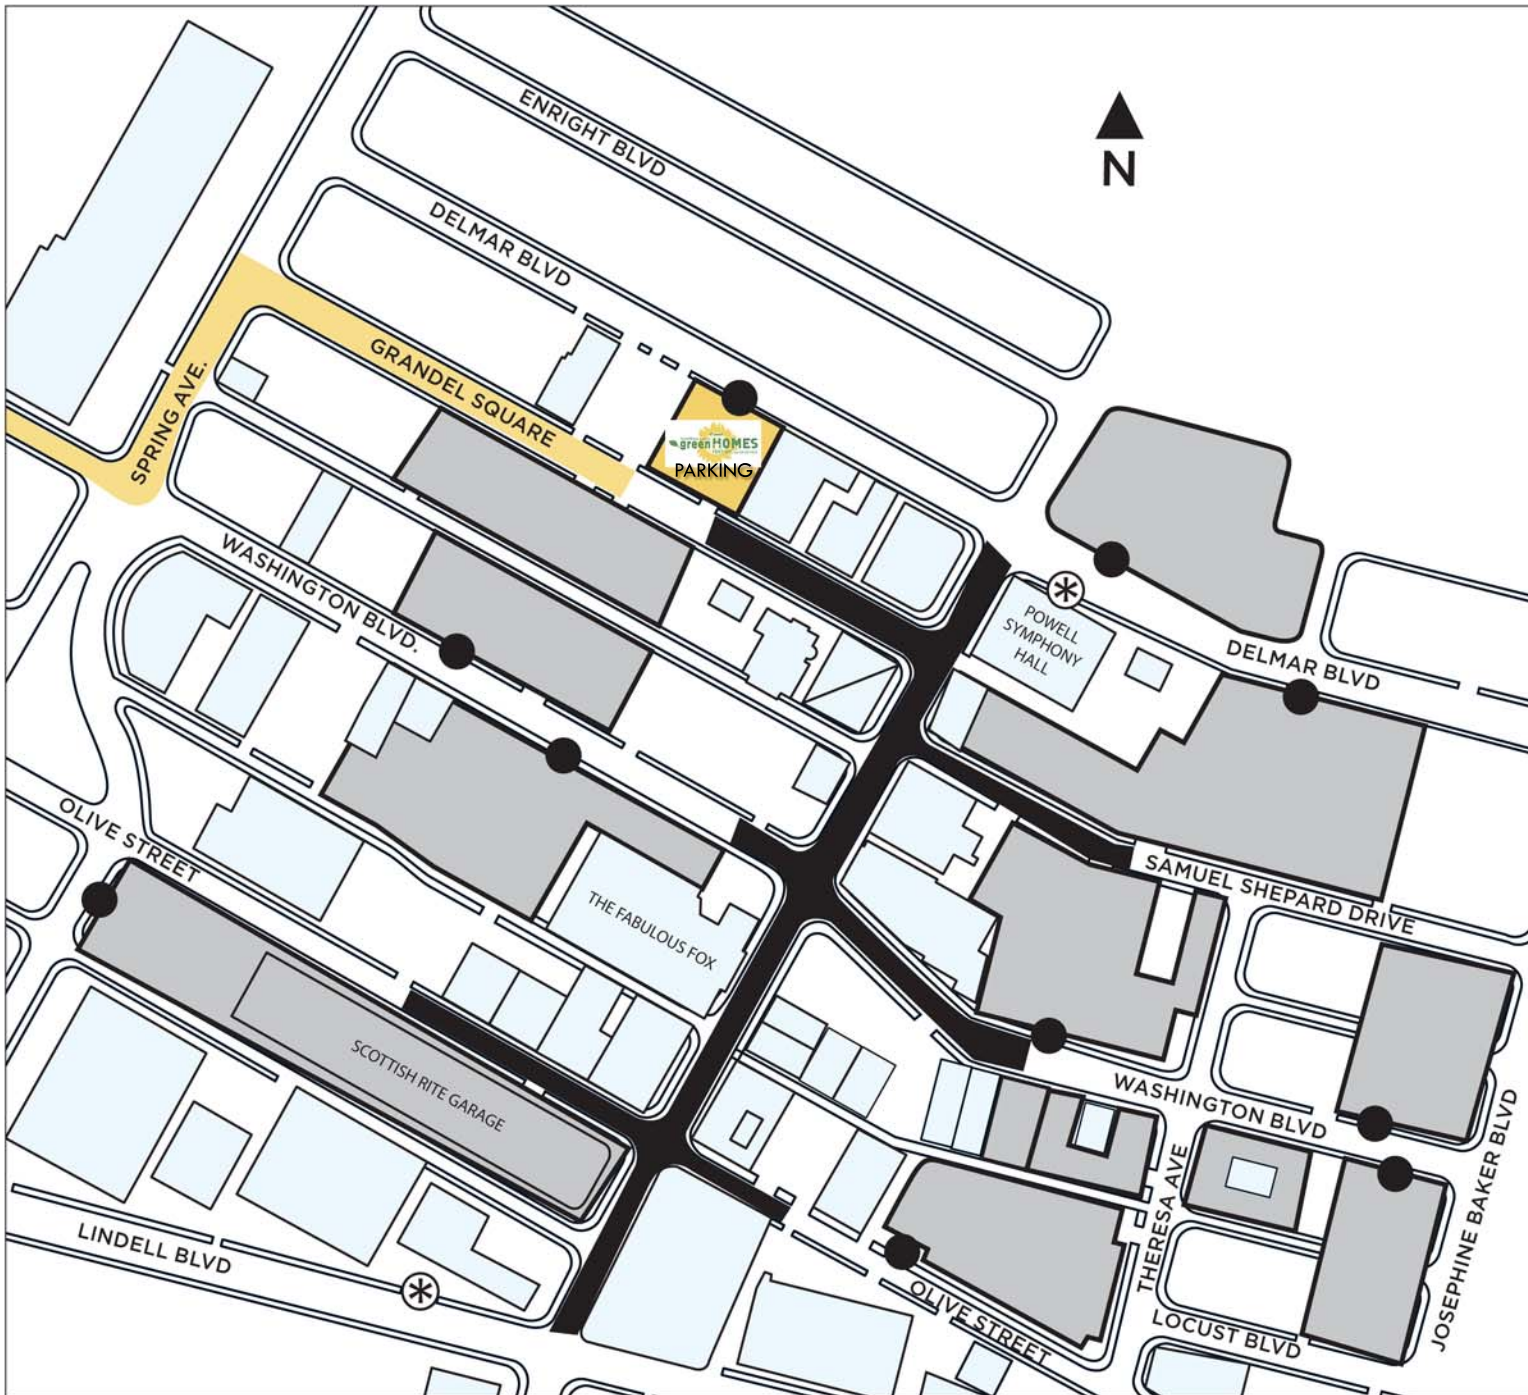 ENRIGHT BLVD
N
DELMAR BLVD
GRANDEL SQUARE
SPRING AVE.
greenHOMES
PARKING
WASHINGTON BLVD.
POWELL
SYMPHONY
HALL
DELMAR BLVD
OLIVE STREET
SAMUEL SHEPARD DRIVE
THE FABULOUS FOX
SCOTTISH RITE GARAGE
WASHINGTON BLVD
THERESA AVE
JOSEPHINE BAKER BLVD
LINDELL BLVD
OLIVE STREET
LOCUST BLVD